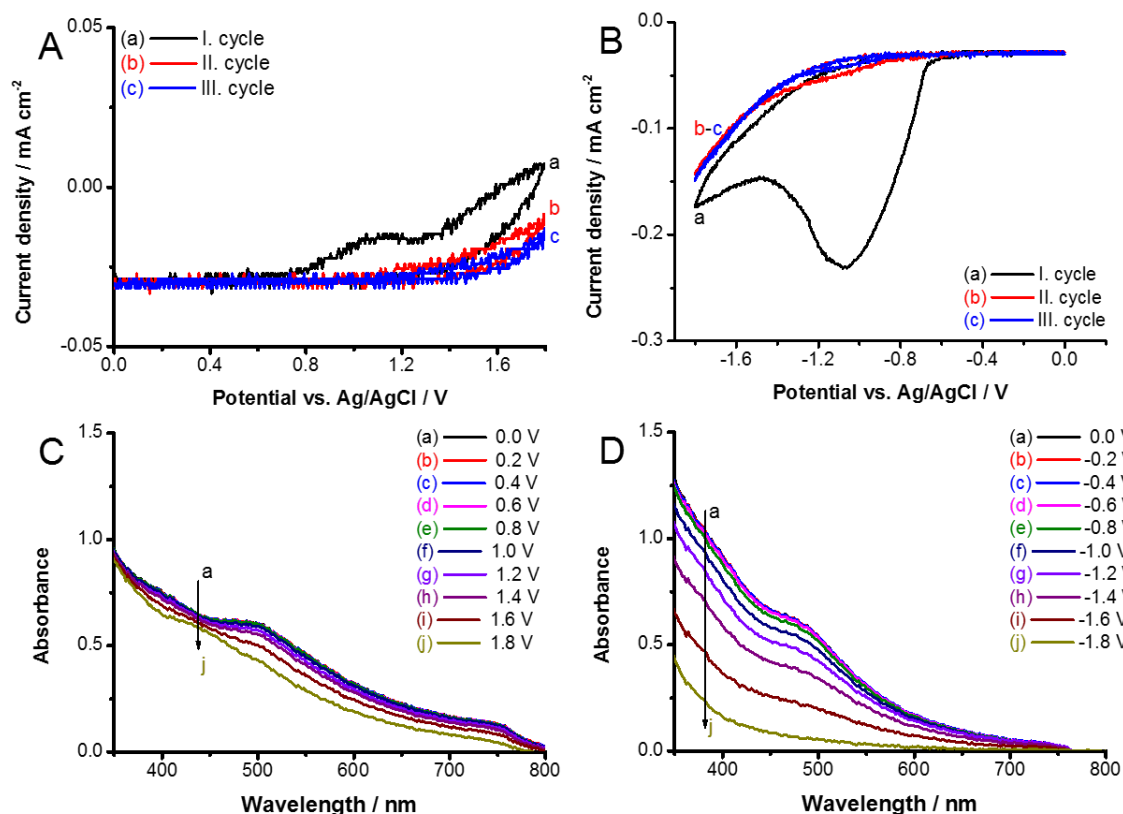 A
(a) I. cycle
(b) II. cycle
(c) III. cycle
a
b
c
0.05
0.00
-0.05
0.0 0.4 0.8 1.2 1.6
Current density / mA cm-2
Potential vs. Ag/AgCl / V
B
b-c
a
(a) I. cycle
(b) II. cycle
(c) III. cycle
0.0
-0.1
-0.2
-0.3
-1.6 -1.2 -0.8 -0.4 0.0
Current density / mA cm-2
Potential vs. Ag/AgCl / V
C
(a) 0.0 V
(b) 0.2 V
(c) 0.4 V
(d) 0.6 V
(e) 0.8 V
(f) 1.0 V
(g) 1.2 V
(h) 1.4 V
(i) 1.6 V
(j) 1.8 V
a
j
1.5
1.0
0.5
0.0
400 500 600 700 800
Absorbance
Wavelength / nm
D
(a) 0.0 V
(b) -0.2 V
(c) -0.4 V
(d) -0.6 V
(e) -0.8 V
(f) -1.0 V
(g) -1.2 V
(h) -1.4 V
(i) -1.6 V
(j) -1.8 V
a
j
1.5
1.0
0.5
0.0
400 500 600 700 800
Absorbance
Wavelength / nm